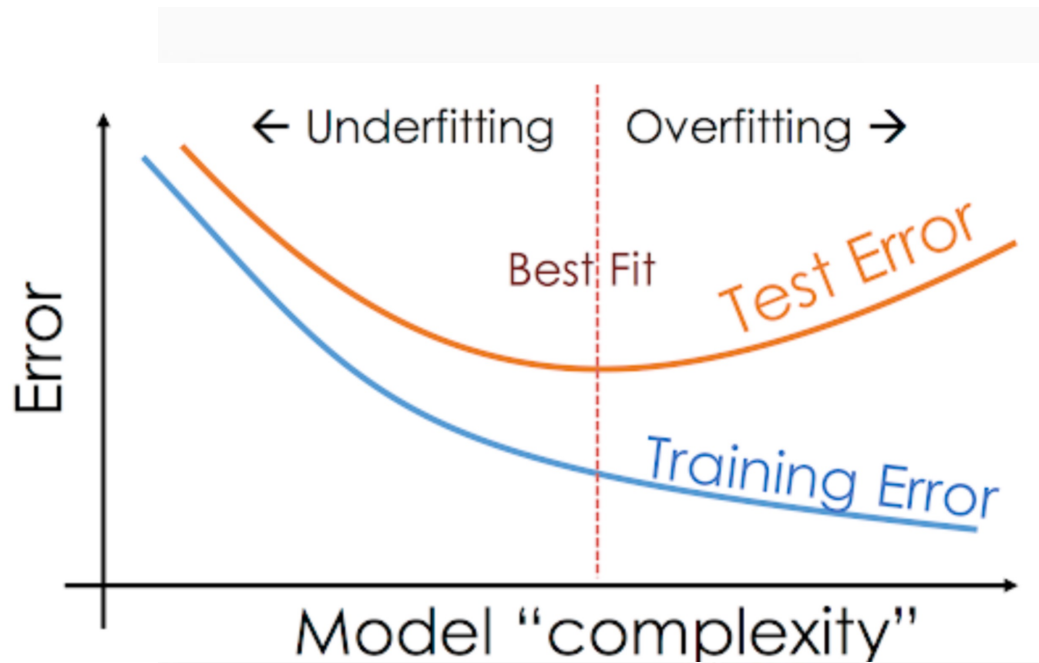 ← Underfitting
Overfitting →
Best Fit
Test Error
Error
Training Error
Model “complexity”